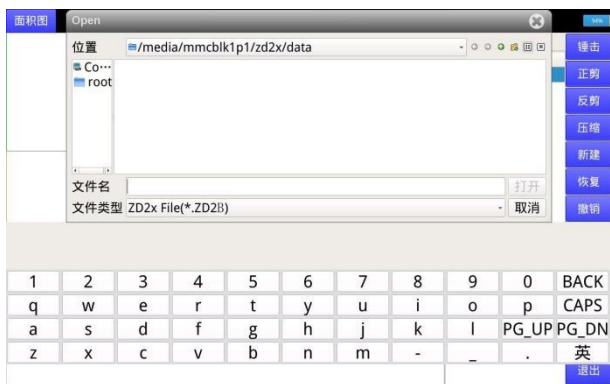 面积图
Open
位置 /media/mmcblk1p1/zd2x/data
锤击
Co…
正剪
root
反剪
压缩
新建
文件名 打开 恢复
文件类型 ZD2x File(*.ZD2B) 取消 撤销
1 2 3 4 5 6 7 8 9 0 BACK
q w e r t y u i o p CAPS
a s d f g h j k l PG_UP PG_DN
z x c v b n m - _ . 英
退出